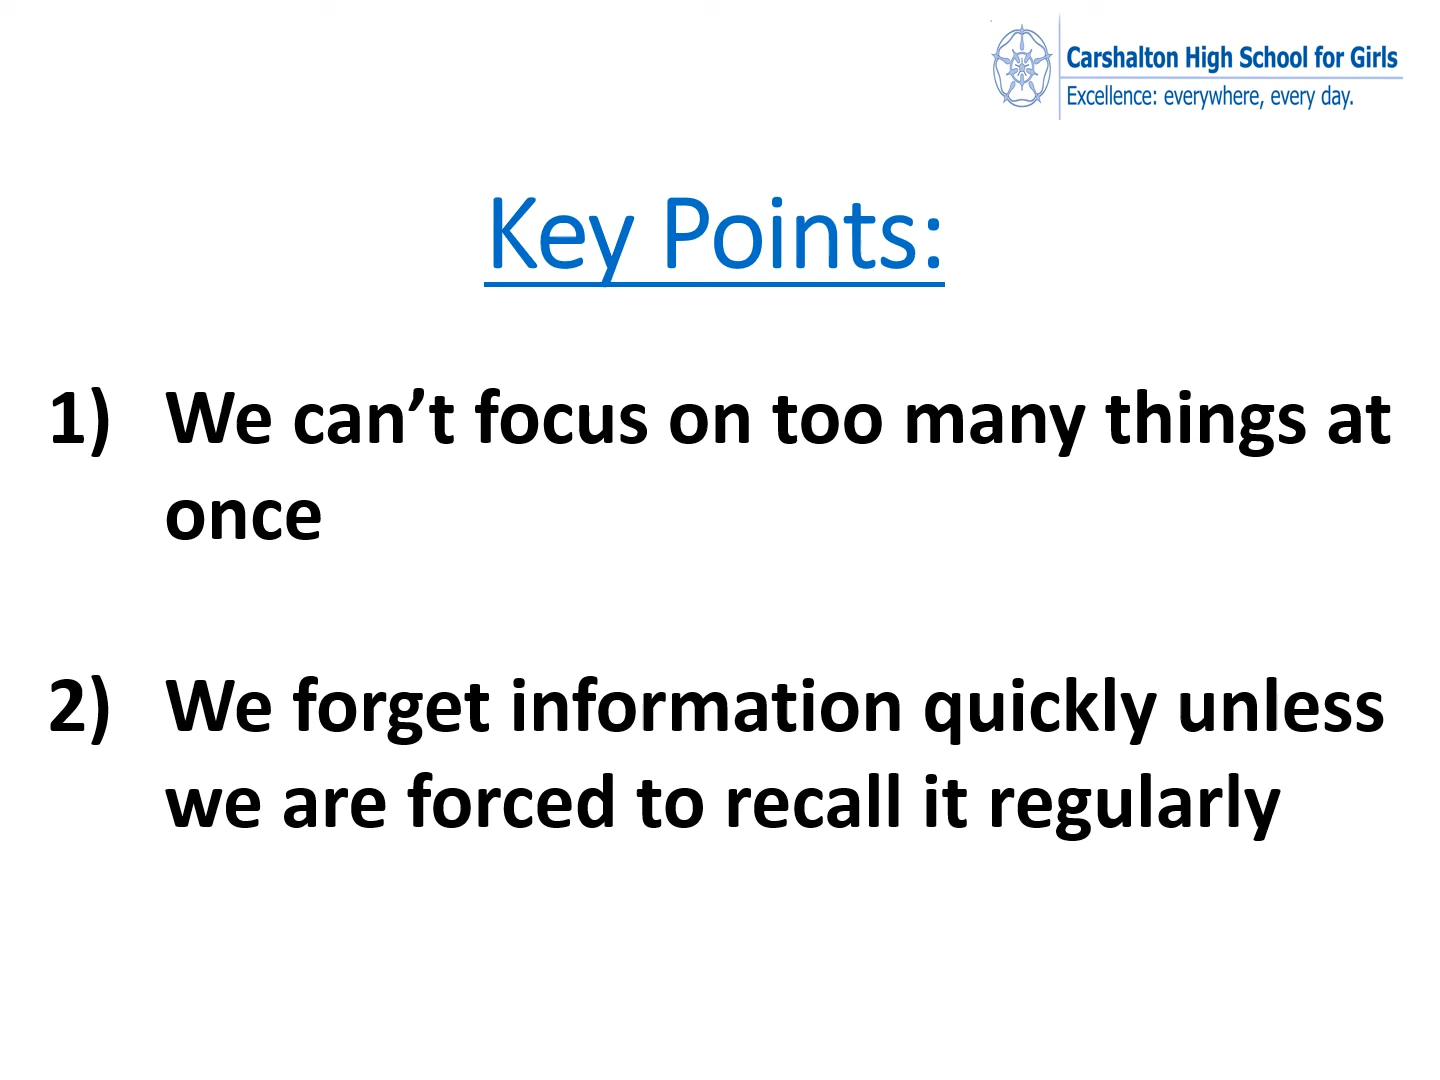 Carshalton High School for Girls
Excellence: everywhere, every day.
Key Points:
1) We can’t focus on too many things at
once
2) We forget information quickly unless
we are forced to recall it regularly